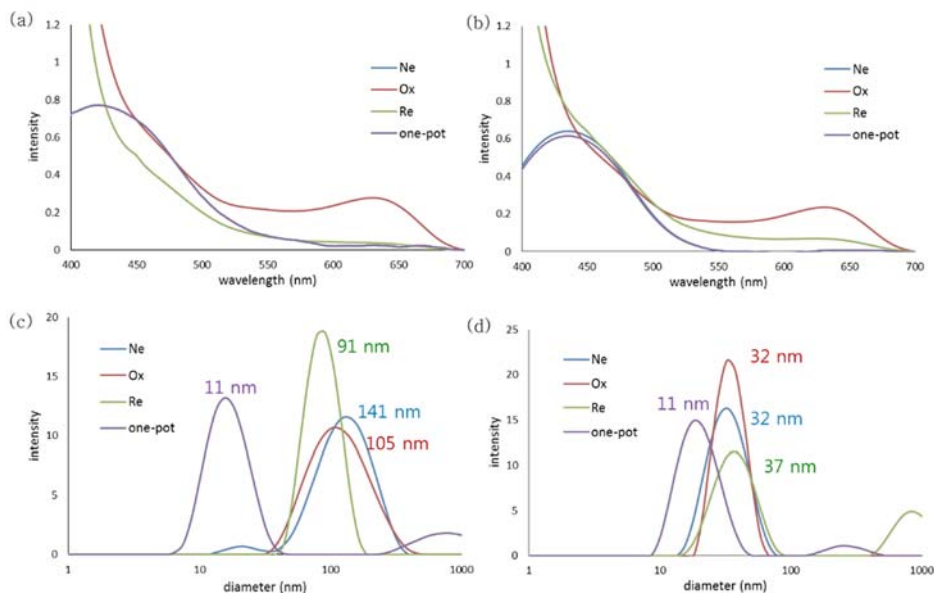 (a)
1.2
1
0.8
0.6
0.4
0.2
0
intensity
400 450 500 550 600 650 700
wavelength (nm)
Ne
Ox
Re
one-pot
(b)
1.2
1
0.8
0.6
0.4
0.2
0
intensity
400 450 500 550 600 650 700
wavelength (nm)
Ne
Ox
Re
one-pot
(c)
20
15
10
5
0
intensity
1 10 100 1000
diameter (nm)
Ne
Ox
Re
one-pot
11 nm
91 nm
141 nm
105 nm
(d)
25
20
15
10
5
0
intensity
1 10 100 1000
diameter (nm)
Ne
Ox
Re
one-pot
11 nm
32 nm
32 nm
37 nm